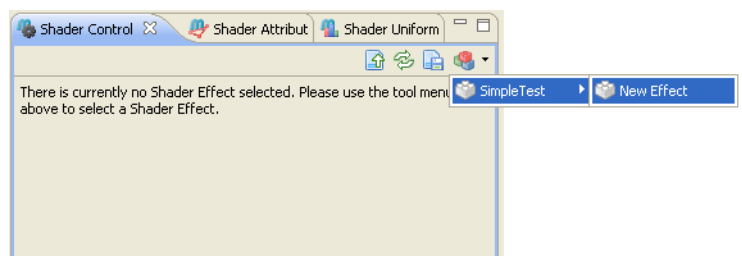 Shader Control Shader Attribut Shader Uniform
There is currently no Shader Effect selected. Please use the tool menu
above to select a Shader Effect.
SimpleTest New Effect